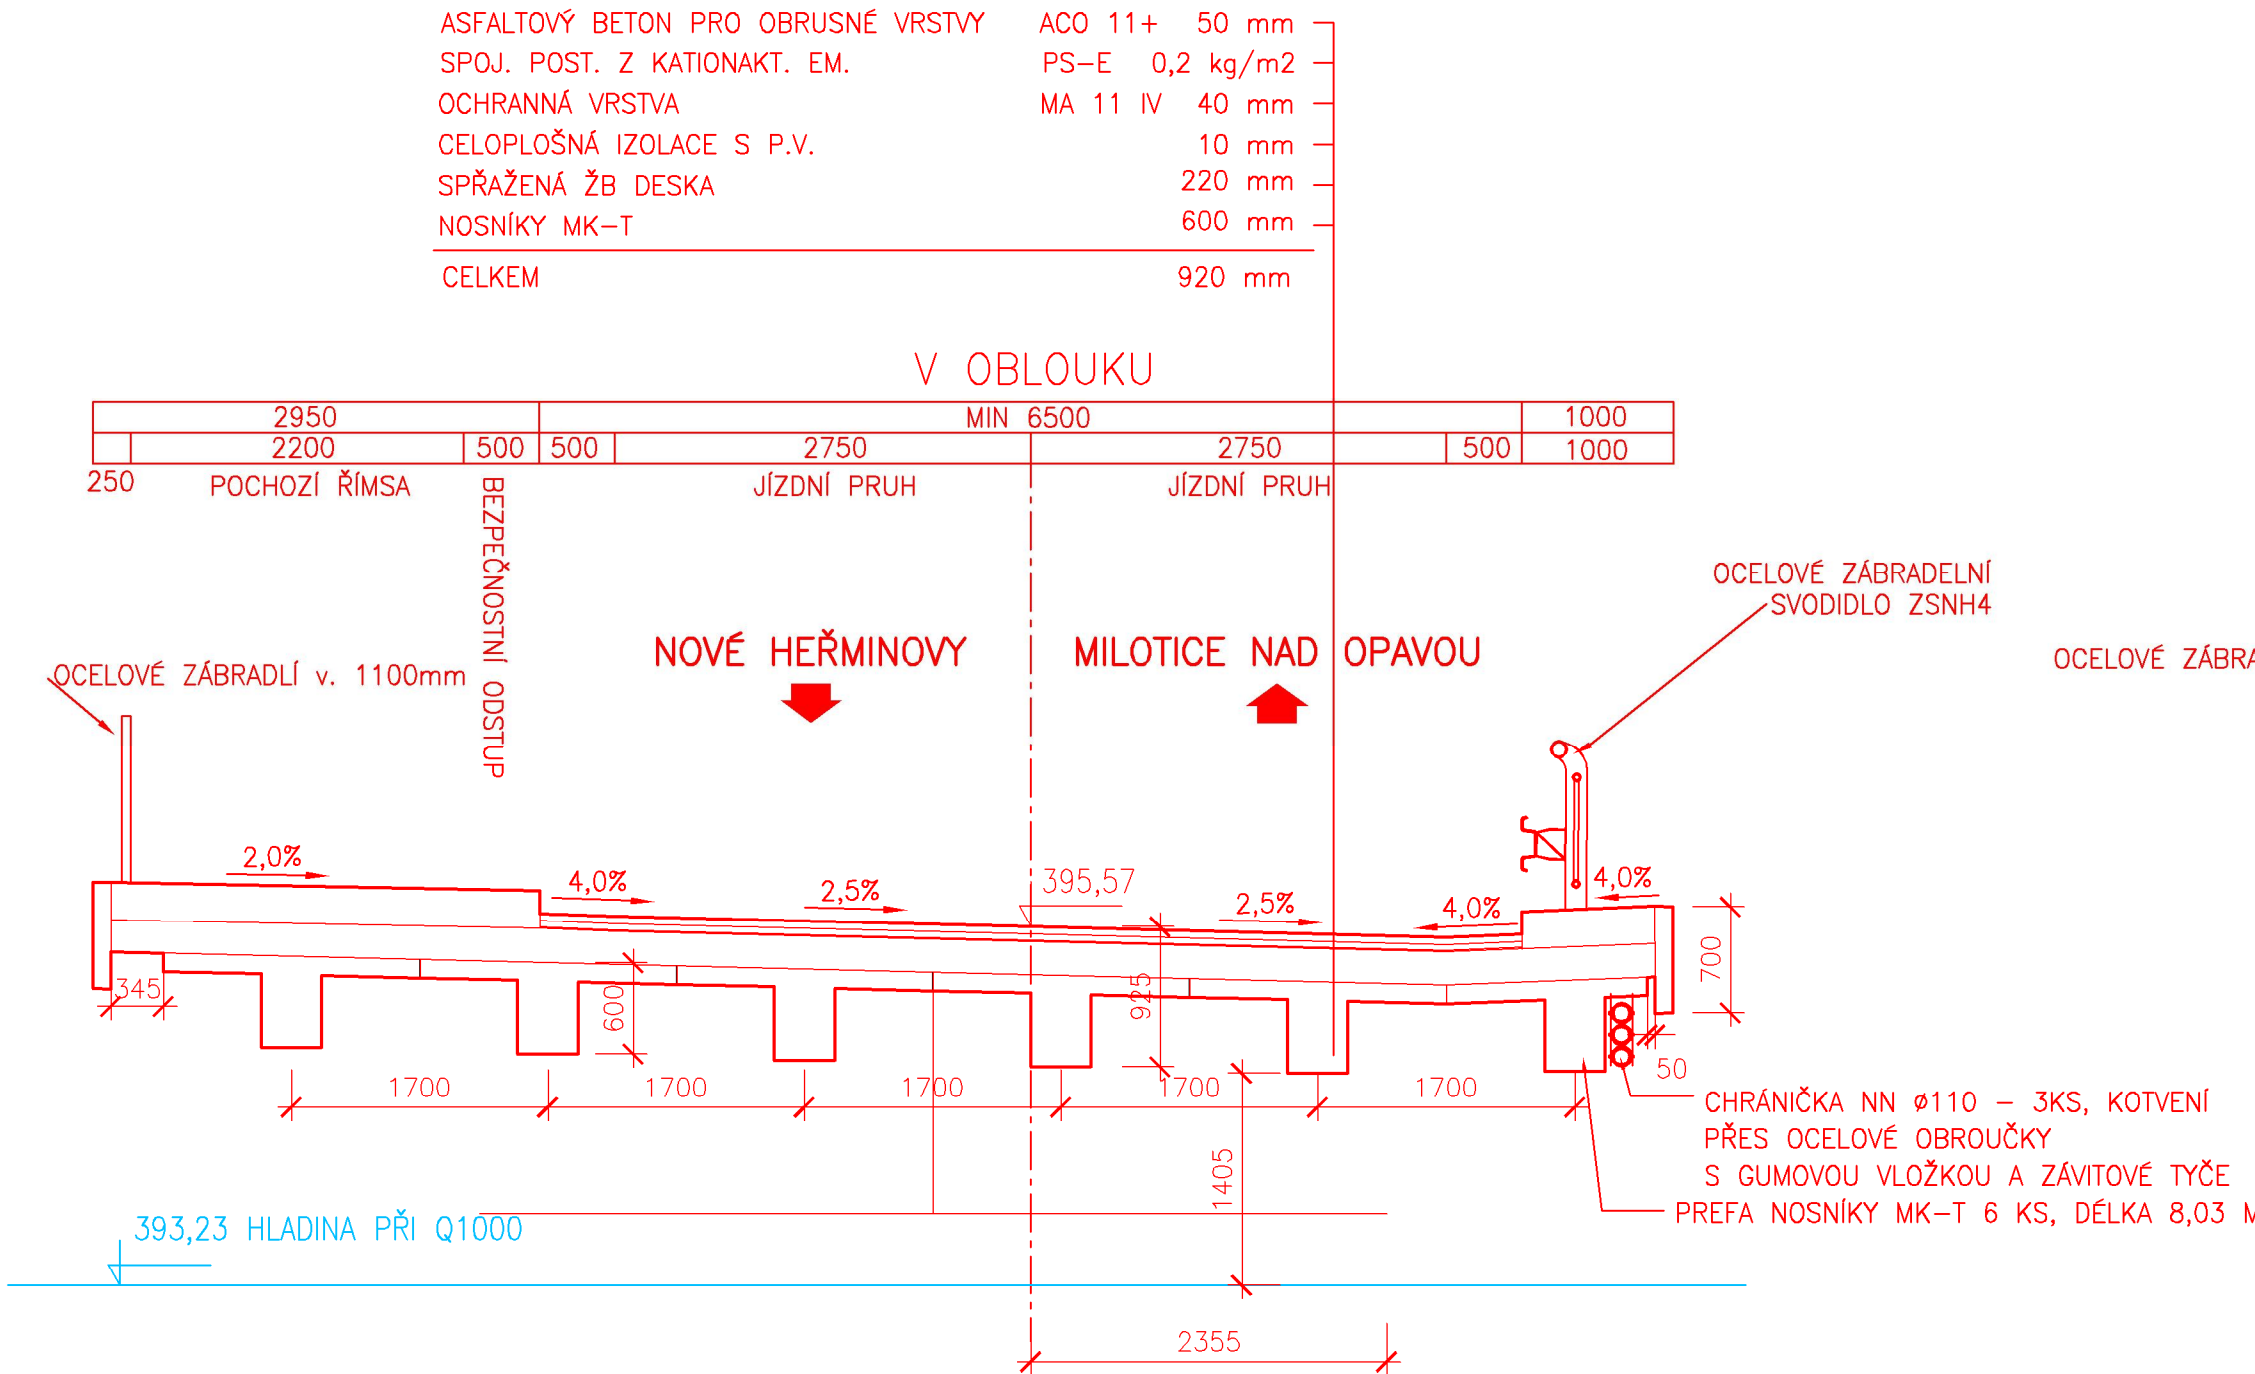 ASFALTOVÝ BETON PRO OBRUSNÉ VRSTVY ACO 11+ 50 mm
SPOJ. POST. Z KATIONAKT. EM. PS-E 0,2 kg/m2
OCHRANNÁ VRSTVA MA 11 IV 40 mm
CELOPLOŠNÁ IZOLACE S P.V. 10 mm
SPŘAŽENÁ ŽB DESKA 220 mm
NOSNÍKY MK-T 600 mm
CELKEM 920 mm
V OBLOUKU
2950 MIN 6500 1000
2200 500 500 2750 2750 500 1000
250 POCHOZÍ ŘÍMSA JÍZDNÍ PRUH JÍZDNÍ PRUH
BEZPEČNOSTNÍ ODSTUP
OCELOVÉ ZÁBRADELNÍ
SVODIDLO ZSNH4
NOVÉ HEŘMINOVY MILOTICE NAD OPAVOU
OCELOVÉ ZÁBRA
OCELOVÉ ZÁBRADLÍ v. 1100mm
2,0% 4,0% 2,5% 395,57 2,5% 4,0% 4,0%
345 600 925 700
50
1700 1700 1700 1700 1700
CHRÁNIČKA NN ø110 - 3KS, KOTVENÍ
PŘES OCELOVÉ OBROUČKY
S GUMOVOU VLOŽKOU A ZÁVITOVÉ TYČE
1405
PREFA NOSNÍKY MK-T 6 KS, DÉLKA 8,03 M
393,23 HLADINA PŘI Q1000
2355